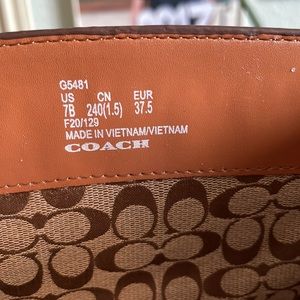 G5481
US CN EUR
7B 240(1.5) 37.5
F20/129
MADE IN VIETNAM/VIETNAM
COACH